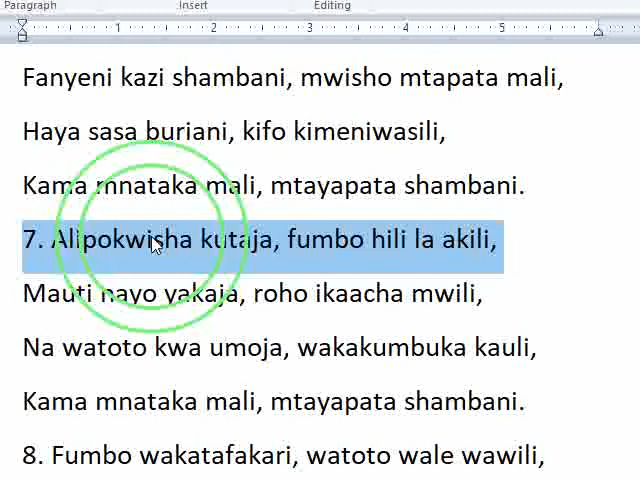 Paragraph Insert Editing
1 2 3 4 5
Fanyeni kazi shambani, mwisho mtapata mali,
Haya sasa buriani, kifo kimeniwasili,
Kama mnataka mali, mtayapata shambani.
7. Alipokwisha kutaja, fumbo hili la akili,
Mauti nayo yakaja, roho ikaacha mwili,
Na watoto kwa umoja, wakakumbuka kauli,
Kama mnataka mali, mtayapata shambani.
8. Fumbo wakatafakari, watoto wale wawili,